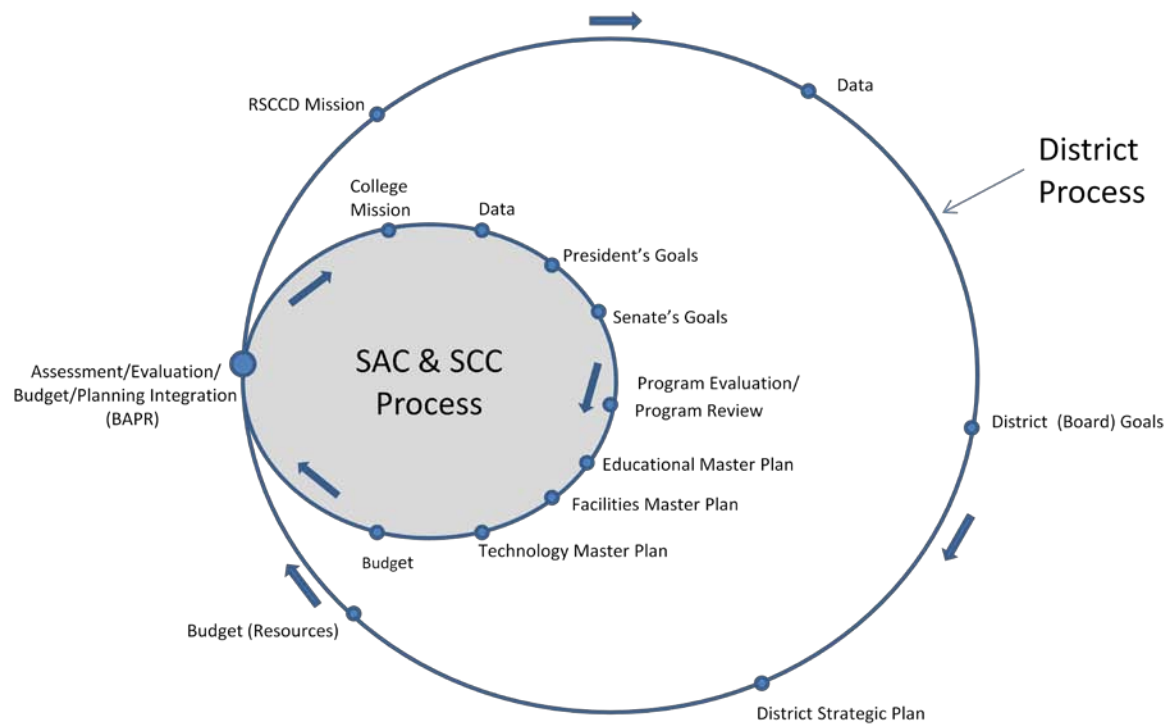 Data
RSCCD Mission
District
Process
College
Mission
Data
President's Goals
Senate's Goals
SAC & SCC
Process
Assessment/Evaluation/
Budget/Planning Integration
(BAPR)
Program Evaluation/
Program Review
District  (Board) Goals
Educational Master Plan
Facilities Master Plan
Technology Master Plan
Budget
Budget (Resources)
District Strategic Plan